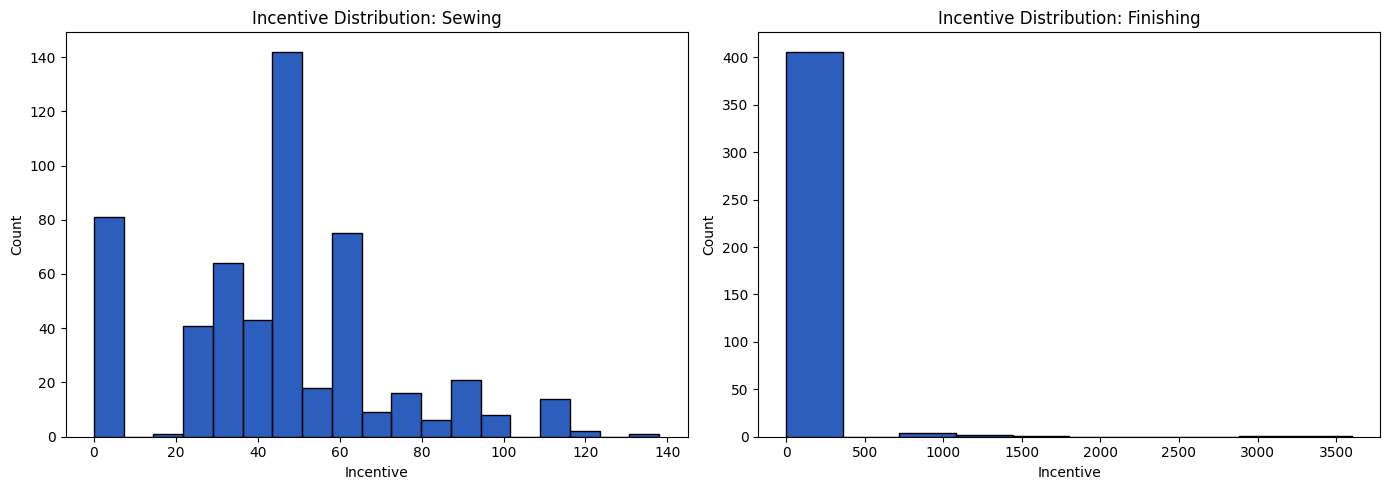 Incentive Distribution: Sewing
140
120
100
80
60
40
20
0
Count
0 20 40 60 80 100 120 140
Incentive
Incentive Distribution: Finishing
400
350
300
250
200
150
100
50
0
Count
0 500 1000 1500 2000 2500 3000 3500
Incentive